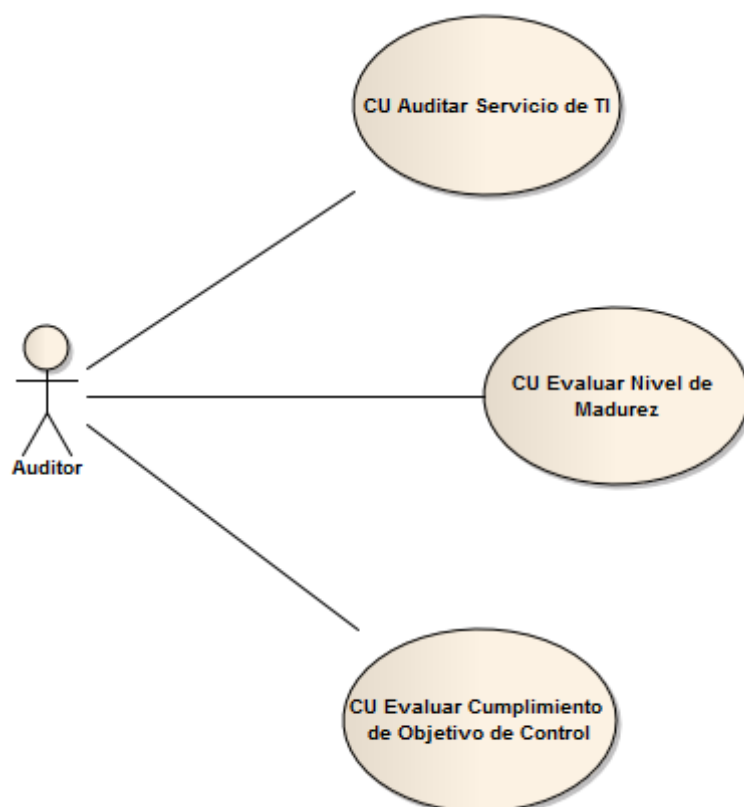 CU Auditar Servicio de TI
CU Evaluar Nivel de
Madurez
Auditor
CU Evaluar Cumplimiento
de Objetivo de Control